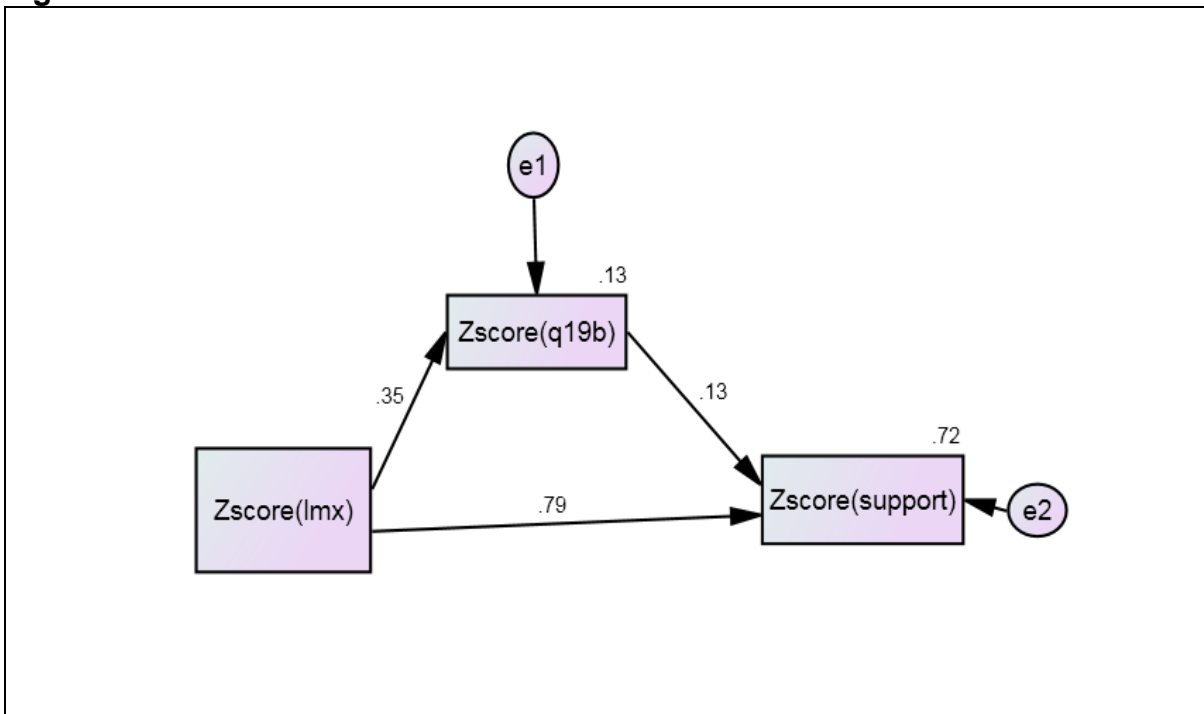 e1
.13
Zscore(q19b)
.35
.13
.72
Zscore(lmx)
.79
Zscore(support)
e2